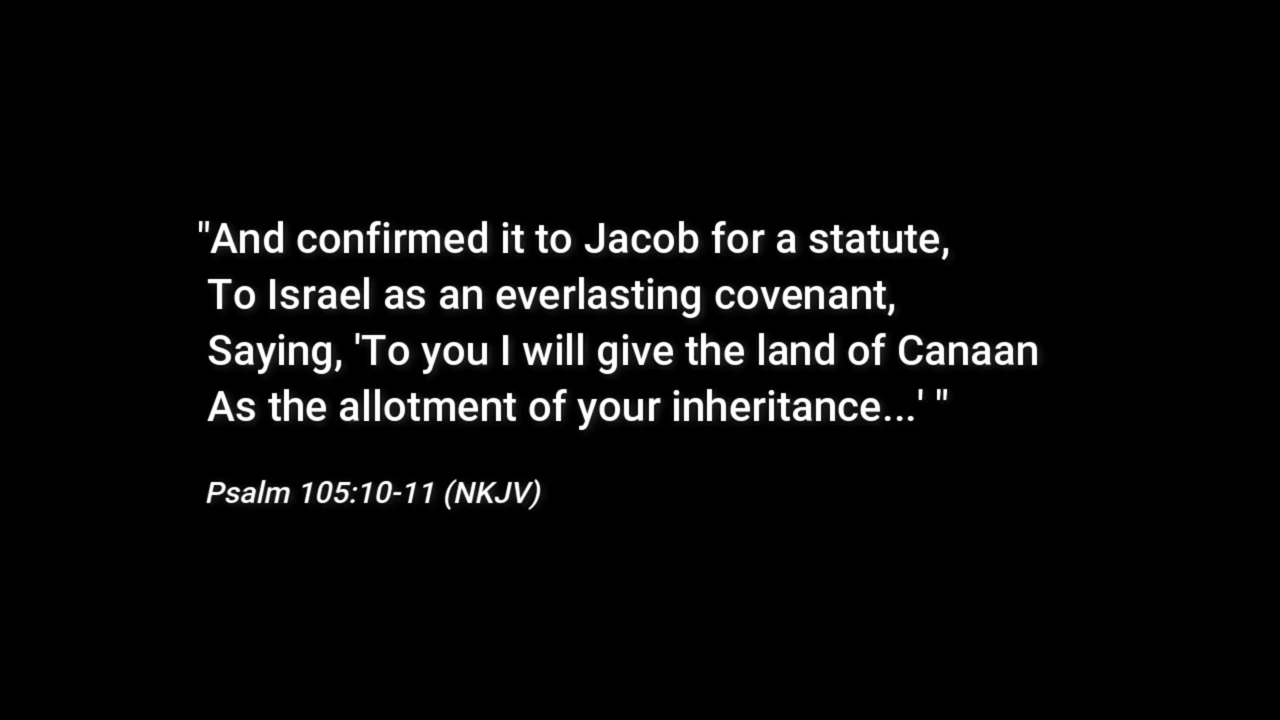 "And confirmed it to Jacob for a statute,
To Israel as an everlasting covenant,
Saying, 'To you I will give the land of Canaan
As the allotment of your inheritance...' "
Psalm 105:10-11 (NKJV)